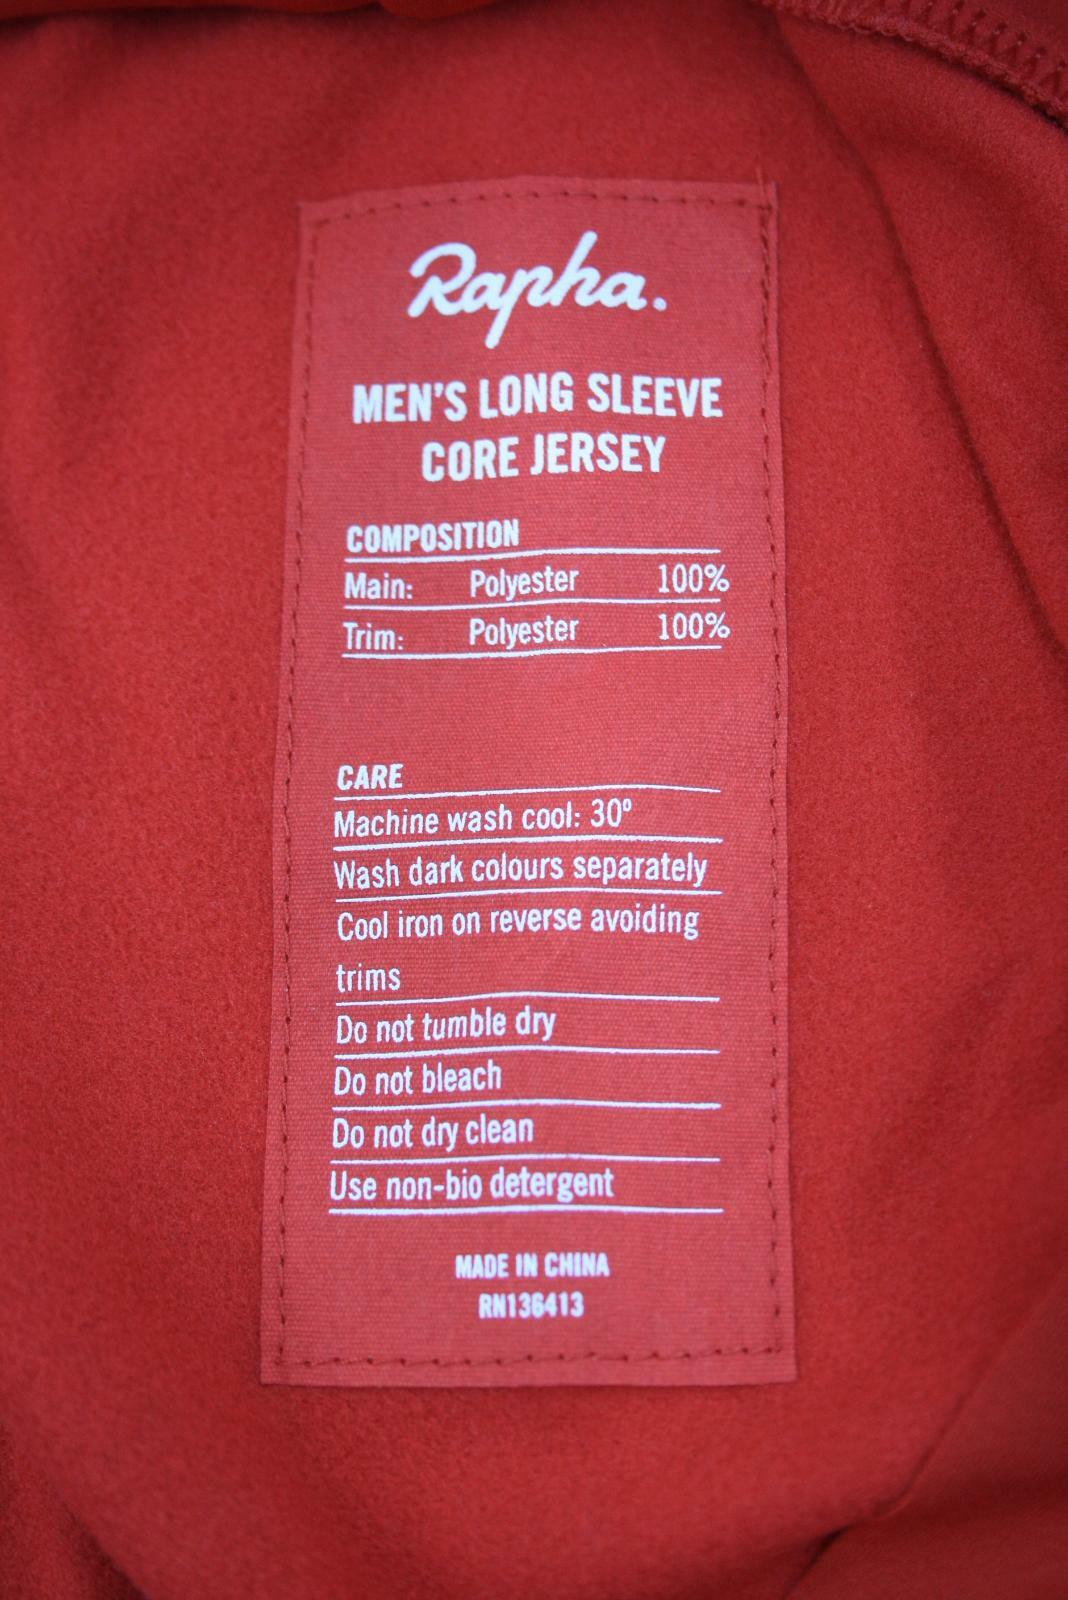 Rapha.
MEN'S LONG SLEEVE
CORE JERSEY
COMPOSITION
Main: Polyester 100%
Trim: Polyester 100%
CARE
Machine wash cool: 30º
Wash dark colours separately
Cool iron on reverse avoiding
trims
Do not tumble dry
Do not bleach
Do not dry clean
Use non-bio detergent
MADE IN CHINA
RN136413